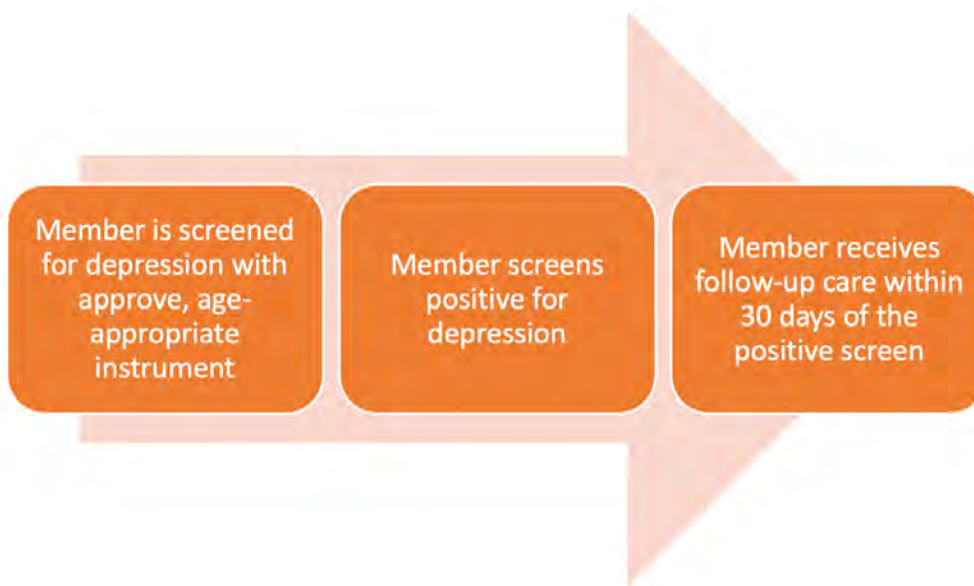 Member is screened
for depression with
approve, age-
appropriate
instrument
Member screens
positive for
depression
Member receives
follow-up care within
30 days of the
positive screen